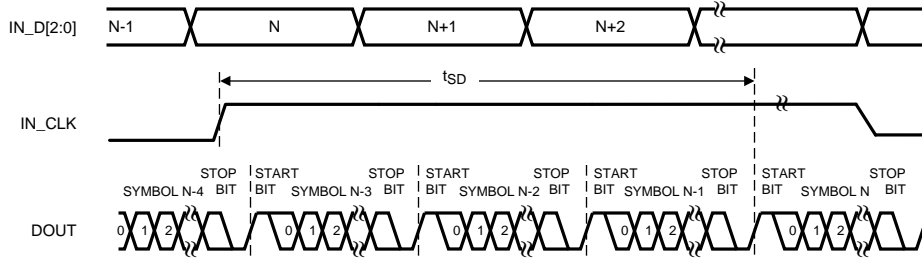 IN_D[2:0] N-1 N N+1 N+2
tSD
IN_CLK
STOP START STOP START STOP START STOP START STOP
SYMBOL N-4 BIT BIT SYMBOL N-3 BIT BIT SYMBOL N-2 BIT BIT SYMBOL N-1 BIT BIT SYMBOL N BIT
DOUT 0 1 2 0 1 2 0 1 2 0 1 2 0 1 2